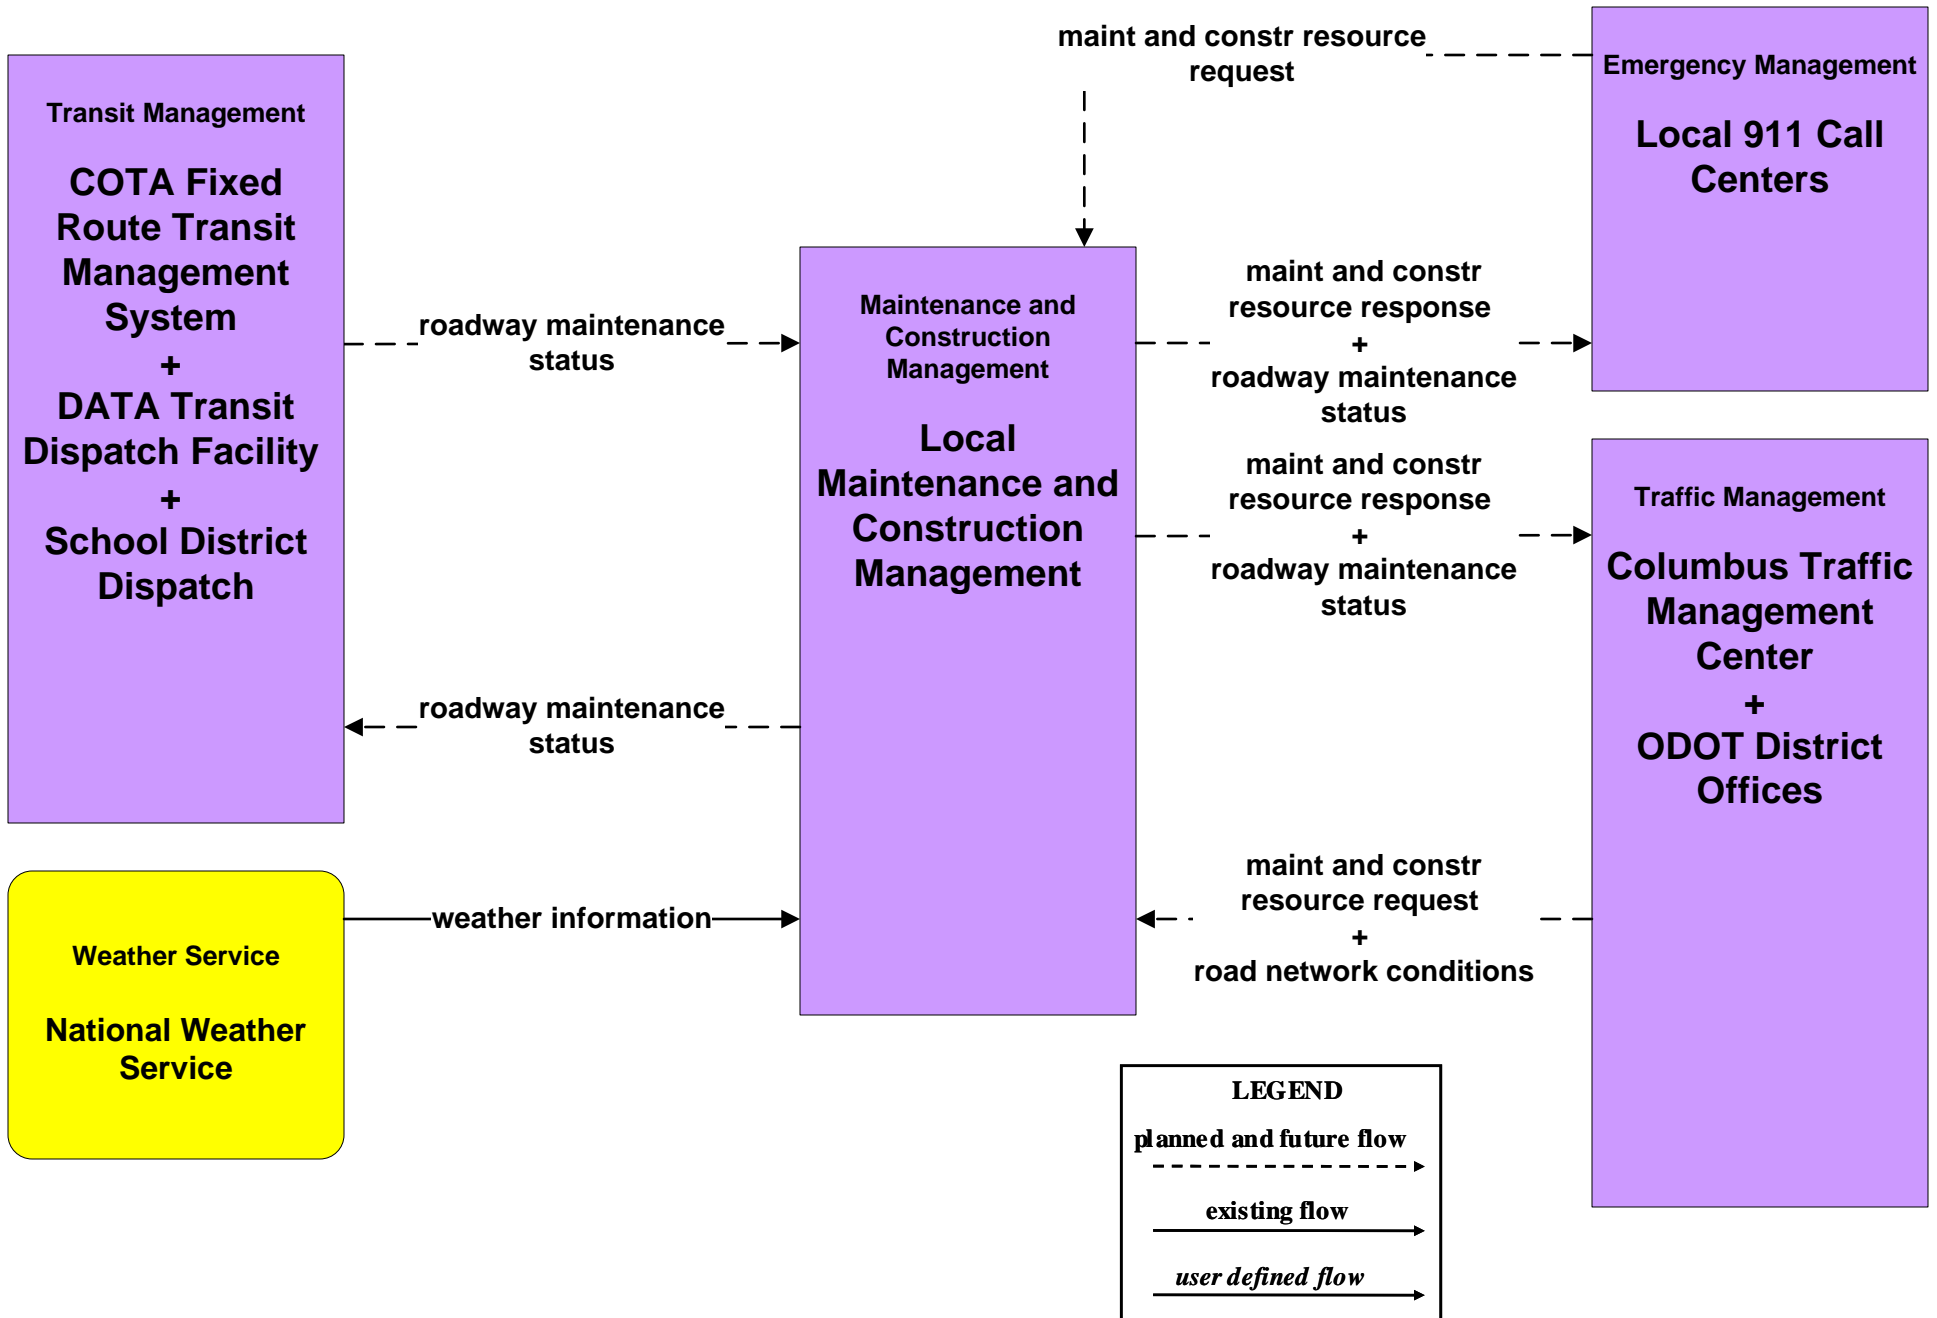 maint and constr resource
request
Emergency Management
Local 911 Call
Centers
Transit Management
COTA Fixed
Route Transit
Management
System
+
DATA Transit
Dispatch Facility
+
School District
Dispatch
roadway maintenance
status
Maintenance and
Construction
Management
Local
Maintenance and
Construction
Management
maint and constr
resource response
+
roadway maintenance
status
maint and constr
resource response
+
roadway maintenance
status
Traffic Management
Columbus Traffic
Management
Center
+
ODOT District
Offices
roadway maintenance
status
weather information
maint and constr
resource request
+
road network conditions
Weather Service
National Weather
Service
LEGEND
planned and future flow
existing flow
user defined flow